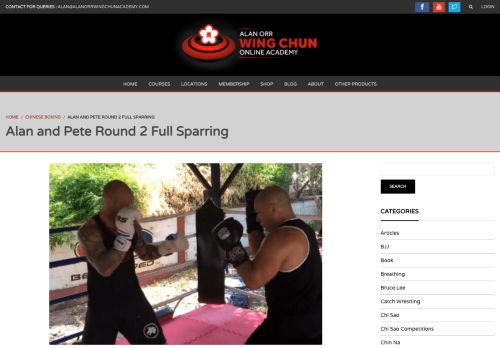 CONTACT FOR QUERIES : ALAN@ALANORRWINGCHUNACADEMY.COM
LOGIN
ALAN ORR
WING CHUN
ONLINE ACADEMY
HOME COURSES LOCATIONS MEMBERSHIP SHOP BLOG ABOUT OTHER PRODUCTS
HOME / CHINESE BOXING / ALAN AND PETE ROUND 2 FULL SPARRING
Alan and Pete Round 2 Full Sparring
SEARCH
CATEGORIES
Articles
BJJ
Book
Breathing
Bruce Lee
Catch Wrestling
Chi Sao
Chi Sao Competitions
Chin Na